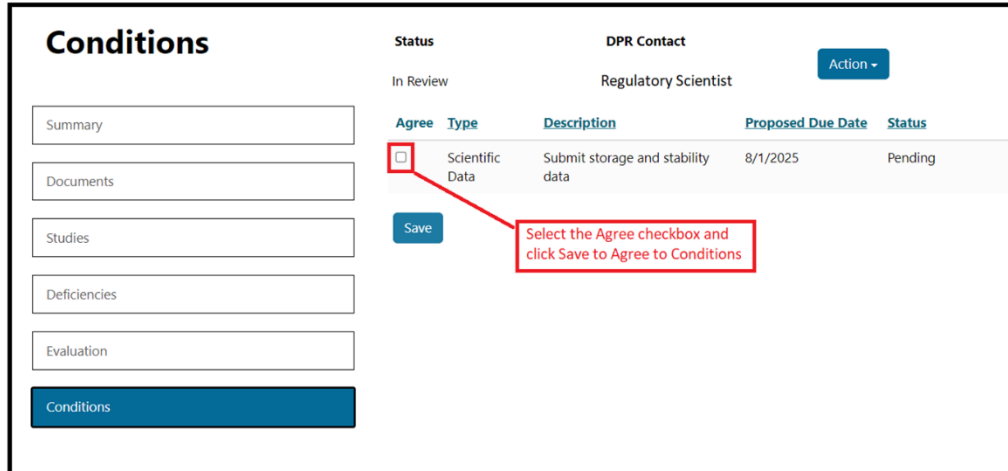 Conditions
Summary
Documents
Studies
Deficiencies
Evaluation
Conditions
Status DPR Contact
Action
In Review Regulatory Scientist
Agree Type Description Proposed Due Date Status
Scientific Submit storage and stability 8/1/2025 Pending
Data data
Save
Select the Agree checkbox and
click Save to Agree to Conditions